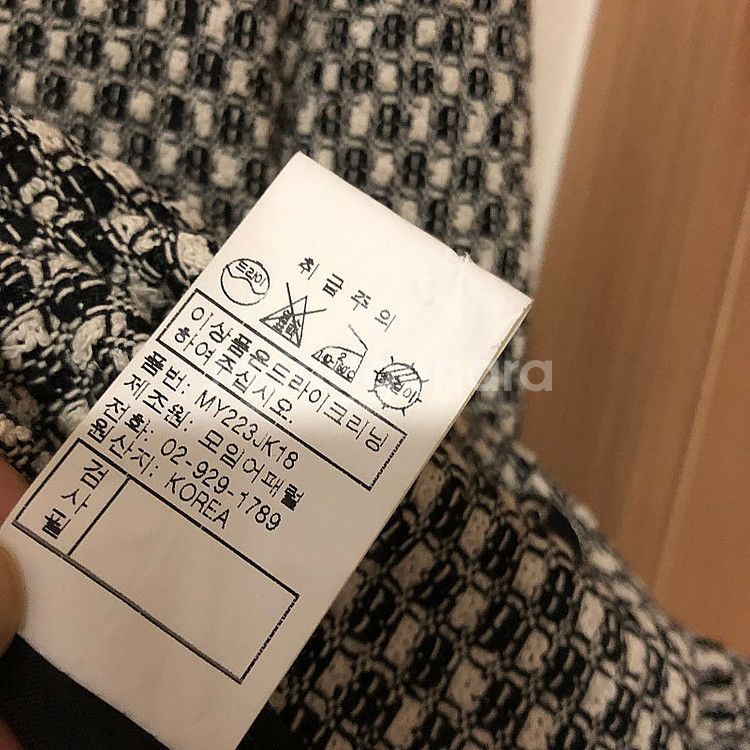 취급주의
드라이
이상품은드라이크리닝
하여주십시오.
품번: MY223JK18
제조원: 모임어패럴
전화: 02-929-1789
원산지: KOREA
검사필